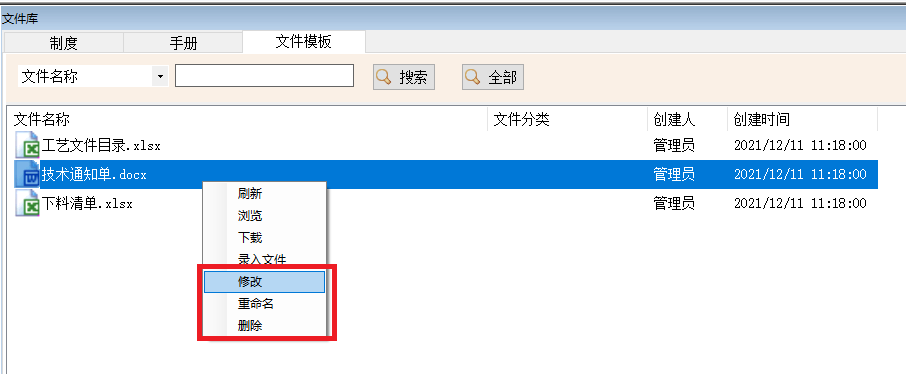 文件库
制度 手册 文件模板
文件名称 搜索 全部
文件名称 文件分类 创建人 创建时间
工艺文件目录.xlsx 管理员 2021/12/11 11:18:00
技术通知单.docx 管理员 2021/12/11 11:18:00
下料清单.xlsx 管理员 2021/12/11 11:18:00
刷新
浏览
下载
录入文件
修改
重命名
删除